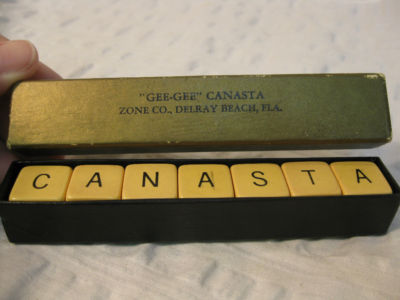 "GEE-GEE" CANASTA
ZONE CO., DELRAY BEACH, FLA.
CANASTA